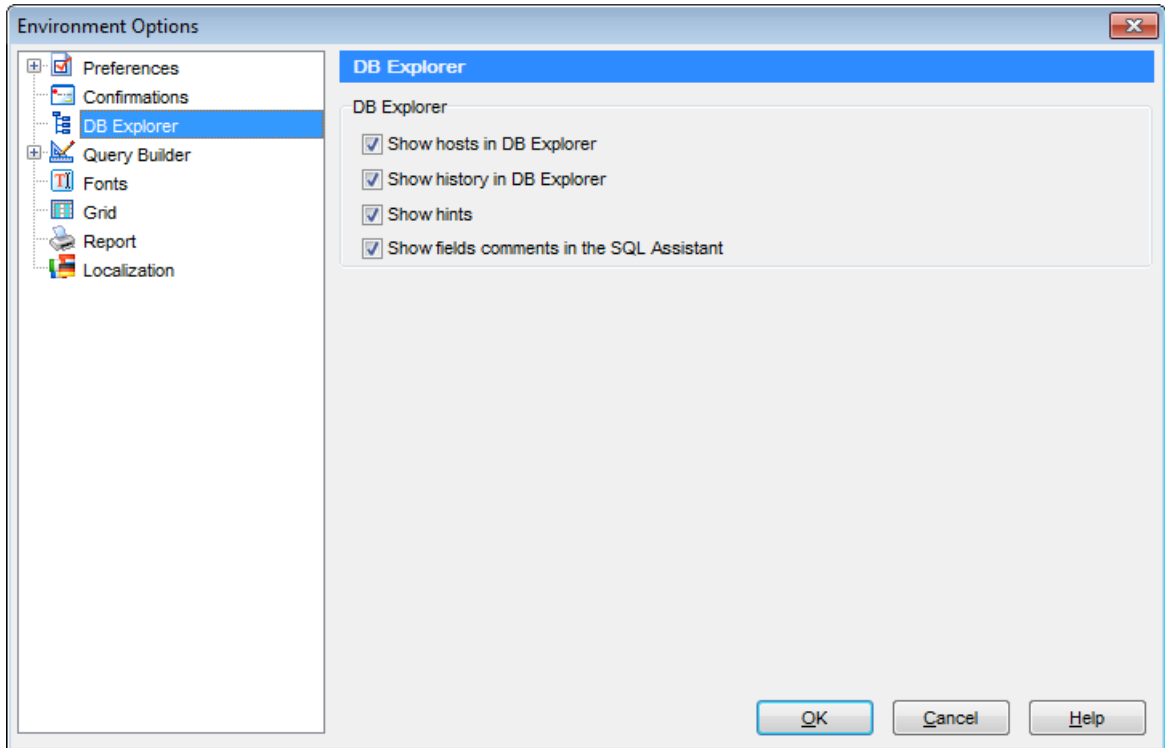 Environment Options
Preferences
Confirmations
DB Explorer
Query Builder
Fonts
Grid
Report
Localization
DB Explorer
DB Explorer
Show hosts in DB Explorer
Show history in DB Explorer
Show hints
Show fields comments in the SQL Assistant
OK
Cancel
Help